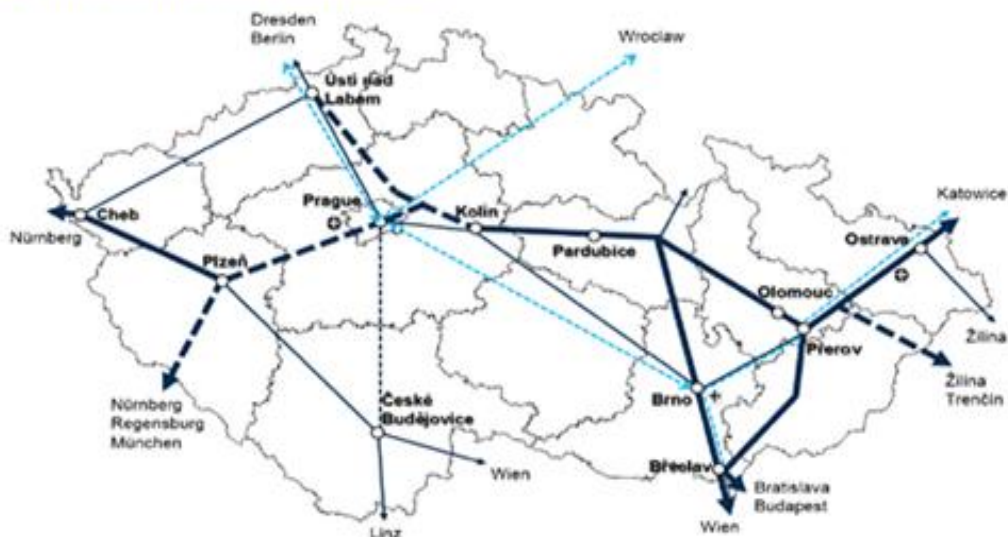 Dresden
Berlin
Wroclaw
Ústí nad
Labem
Prague
Kolín
Katowice
Ostrava
Cheb
Nürnberg
Pardubice
Plzeň
Olomouc
Přerov
Žilina
Žilina
Trenčín
Brno
Nürnberg
Regensburg
München
České
Budějovice
Břeclav
Wien
Bratislava
Budapest
Wien
Linz